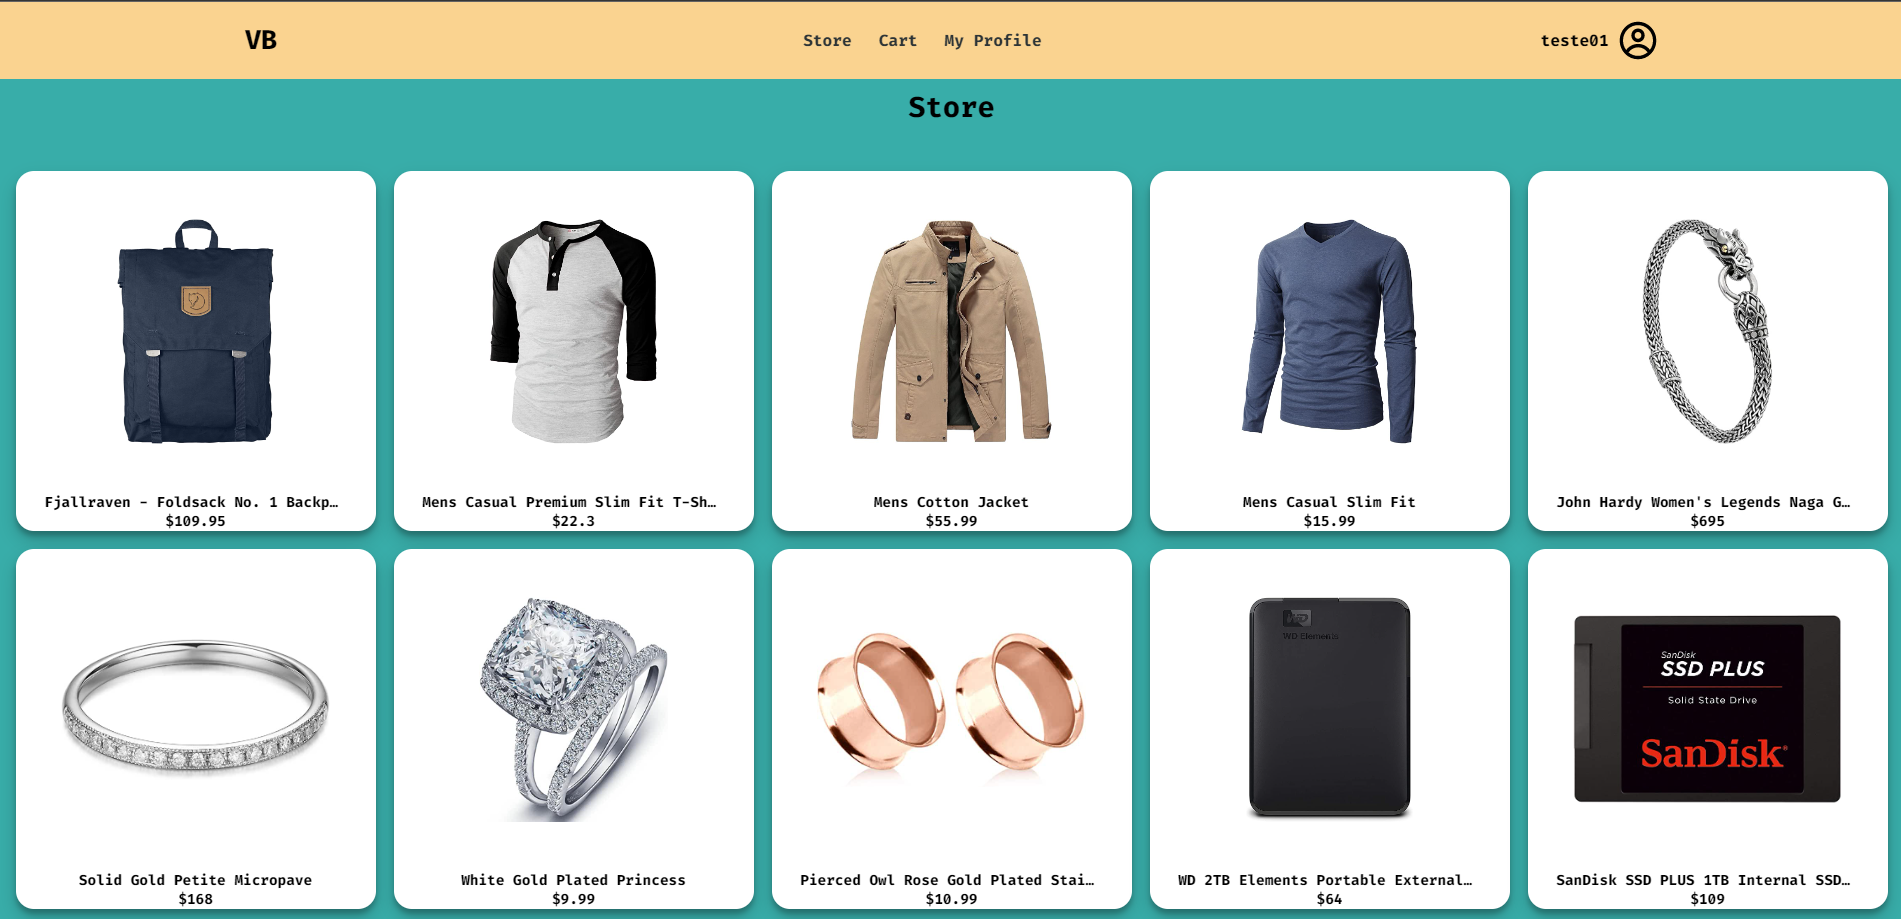 VB
Store Cart My Profile
teste01
Store
Fjallraven - Foldsack No. 1 Backp…
$109.95
Mens Casual Premium Slim Fit T-Sh…
$22.3
Mens Cotton Jacket
$55.99
Mens Casual Slim Fit
$15.99
John Hardy Women's Legends Naga G…
$695
Solid Gold Petite Micropave
$168
White Gold Plated Princess
$9.99
Pierced Owl Rose Gold Plated Stai…
$10.99
WD
WD Elements
WD 2TB Elements Portable External…
$64
SanDisk
SSD PLUS
Solid State Drive
SanDisk®
SanDisk SSD PLUS 1TB Internal SSD…
$109